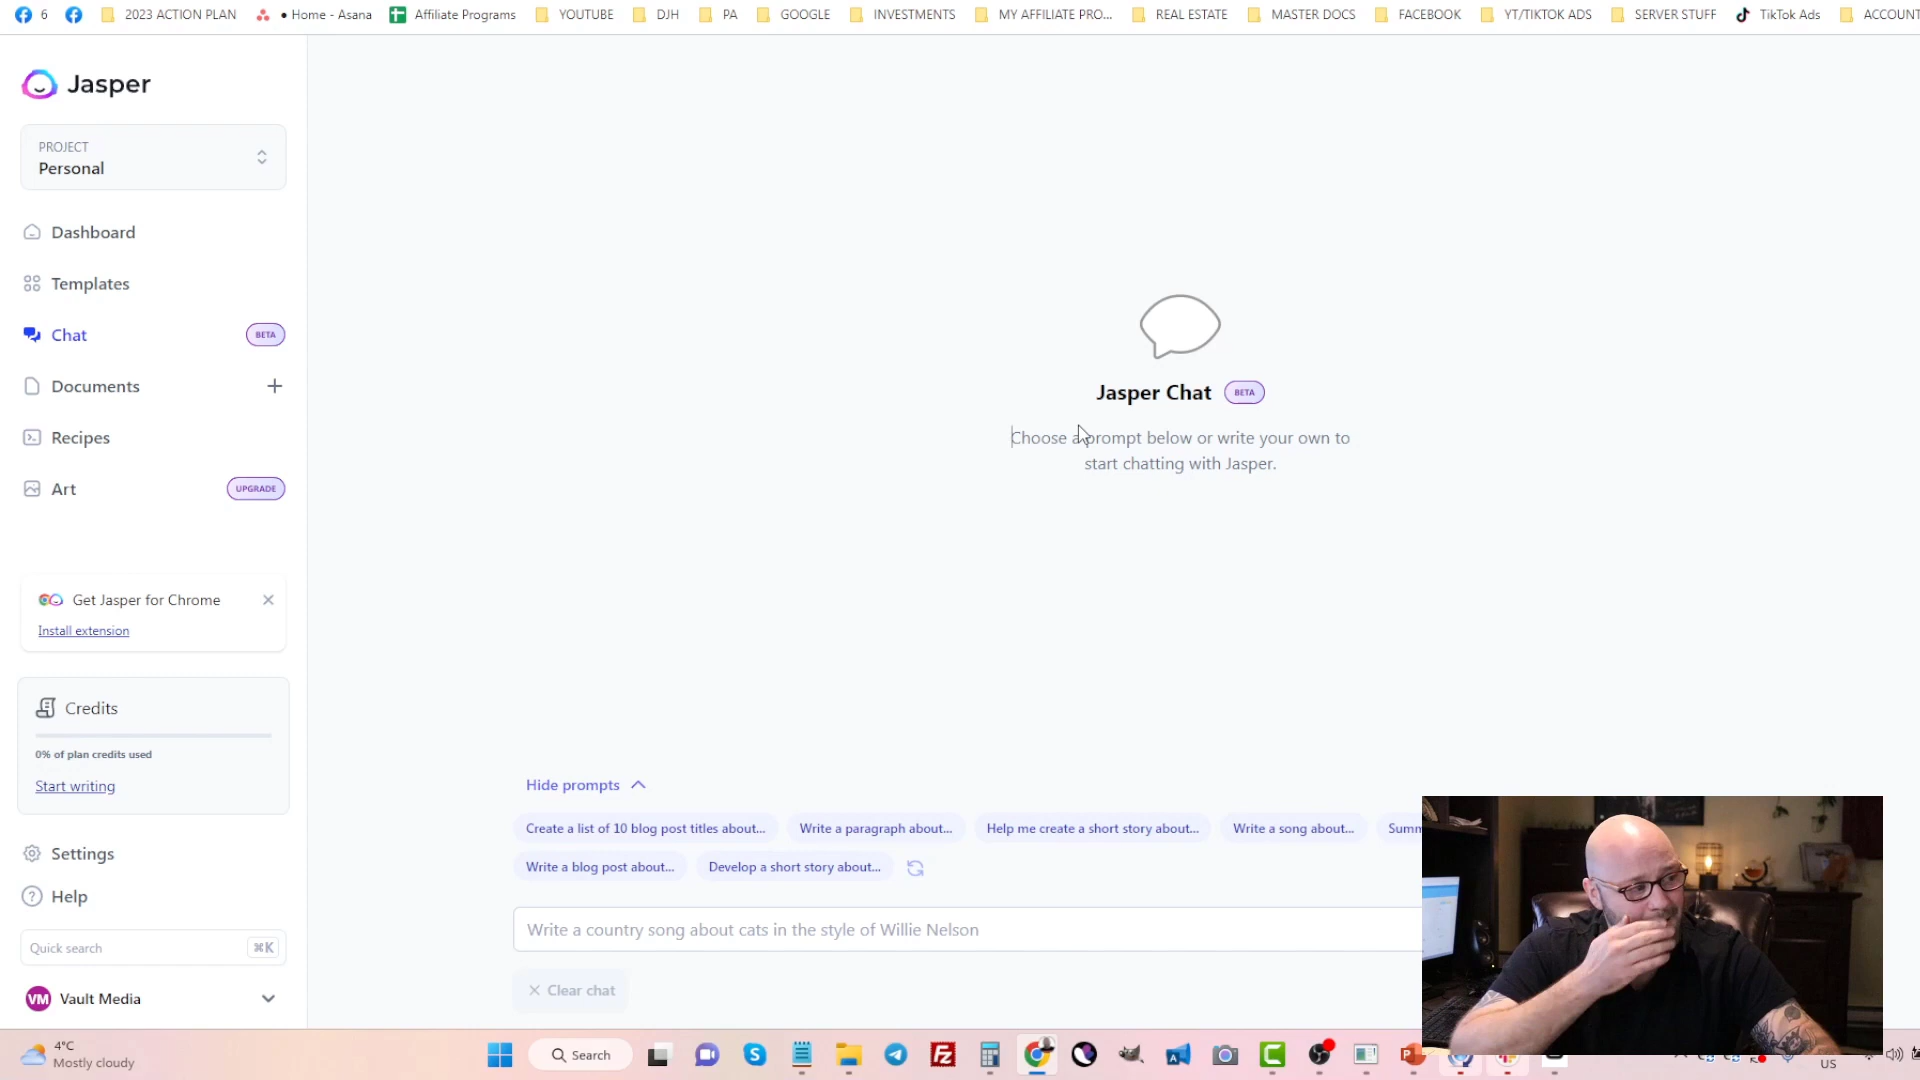 6 2023 ACTION PLAN • Home - Asana Affiliate Programs YOUTUBE DJH PA GOOGLE INVESTMENTS MY AFFILIATE PRO... REAL ESTATE MASTER DOCS FACEBOOK YT/TIKTOK ADS SERVER STUFF TikTok Ads ACCOUNT
Jasper
PROJECT
Personal
Dashboard
Templates
Chat BETA
Documents
Recipes
Art UPGRADE
Get Jasper for Chrome
Install extension
Credits
0% of plan credits used
Start writing
Settings
Help
Quick search ⌘K
VM Vault Media
Jasper Chat BETA
Choose a prompt below or write your own to
start chatting with Jasper.
Hide prompts
Create a list of 10 blog post titles about... Write a paragraph about... Help me create a short story about... Write a song about... Summ
Write a blog post about... Develop a short story about...
Write a country song about cats in the style of Willie Nelson
Clear chat
4°C
Mostly cloudy
Search
US